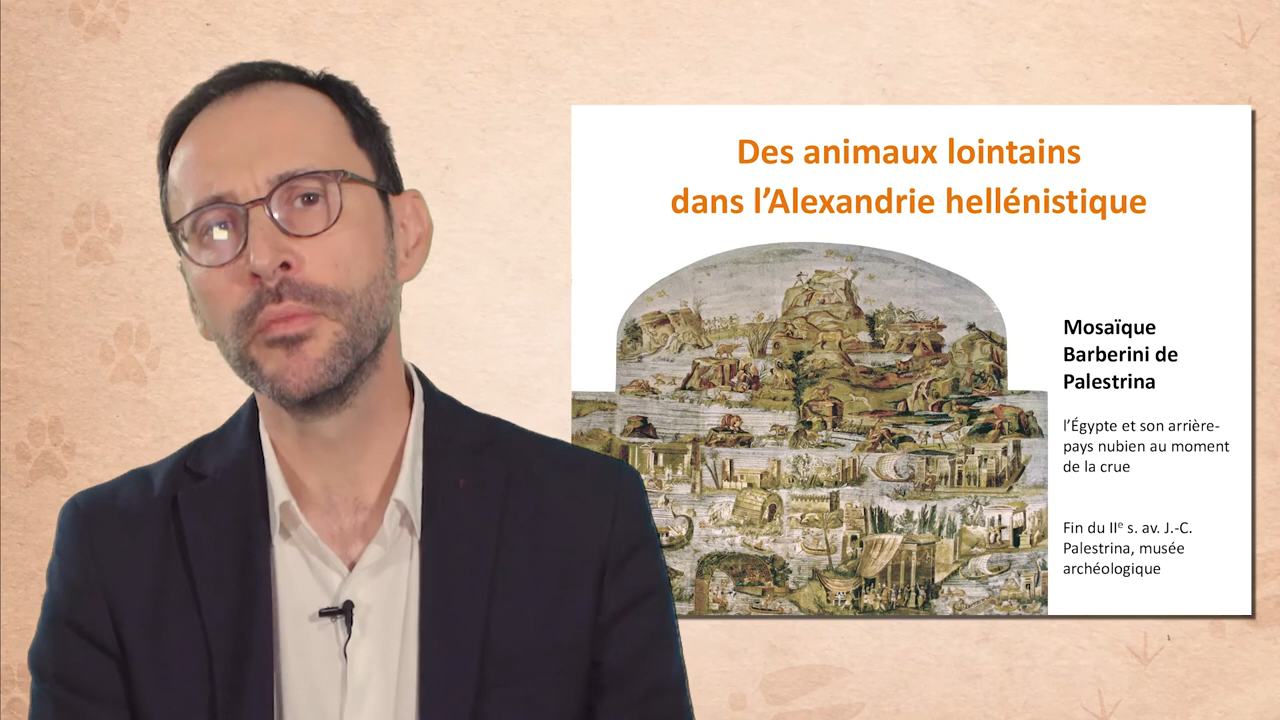 Des animaux lointains
dans l’Alexandrie hellénistique
Mosaïque
Barberini de
Palestrina
l’Égypte et son arrière-
pays nubien au moment
de la crue
Fin du IIᵉ s. av. J.-C.
Palestrina, musée
archéologique